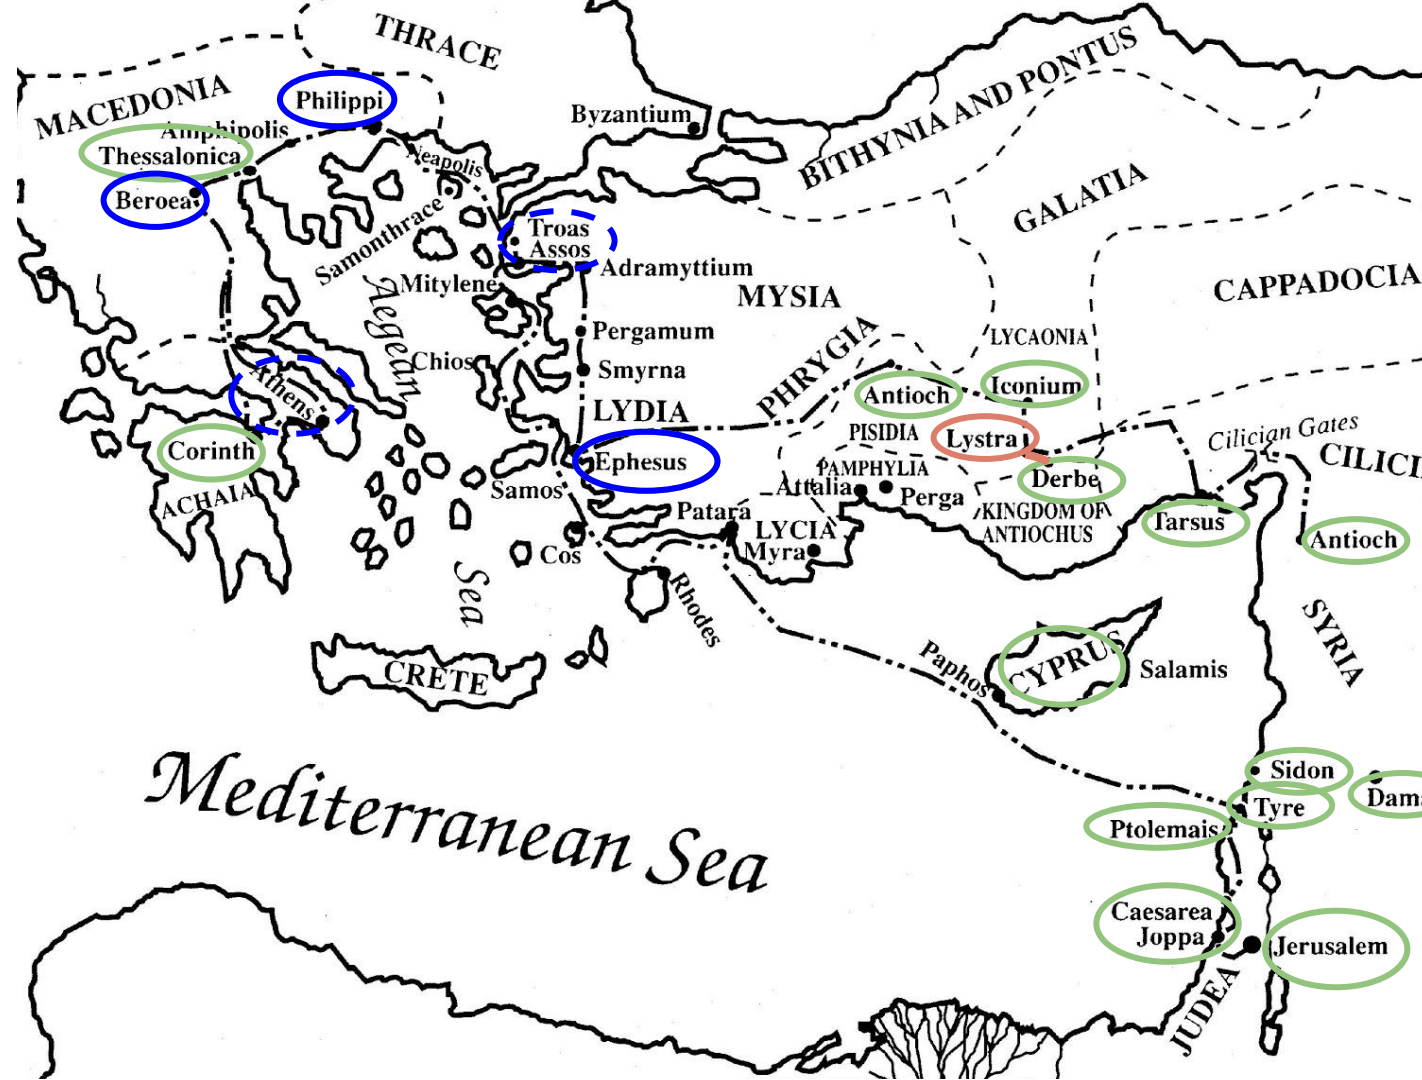 THRACE
MACEDONIA
Philippi
Amphipolis
Thessalonica
Neapolis
Beroea
Byzantium
BITHYNIA AND PONTUS
GALATIA
CAPPADOCIA
Samonthrace
Troas
Assos
Adramyttium
Mitylene
MYSIA
Aegean
Sea
Pergamum
Chios
Smyrna
PHRYGIA
LYCAONIA
Athens
LYDIA
Antioch
Iconium
Corinth
PISIDIA
Lystra
Cilician Gates
Ephesus
PAMPHYLIA
Derbe
CILICI
ACHAIA
Samos
Attalia
Perga
Patara
LYCIA
KINGDOM OF
ANTIOCHUS
Tarsus
Antioch
Cos
Myra
Rhodes
SYRIA
CRETE
Paphos
CYPRUS
Salamis
Mediterranean Sea
Sidon
Dam
Tyre
Ptolemais
Caesarea
Joppa
Jerusalem
JUDEA